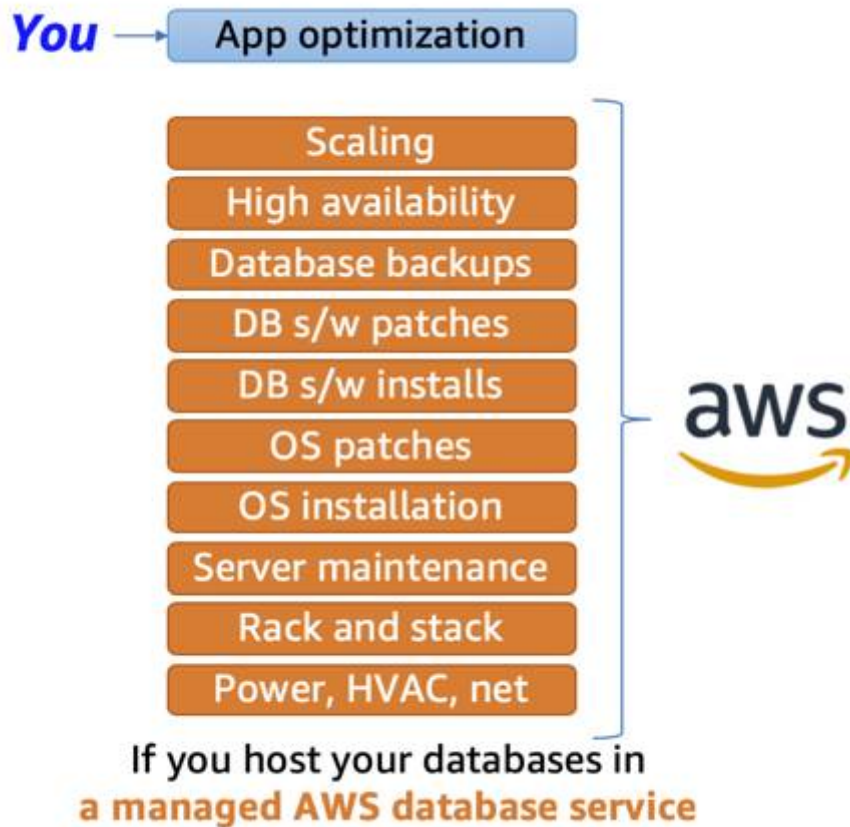 You
App optimization
Scaling
High availability
Database backups
DB s/w patches
DB s/w installs
OS patches
OS installation
Server maintenance
Rack and stack
Power, HVAC, net
aws
If you host your databases in
a managed AWS database service